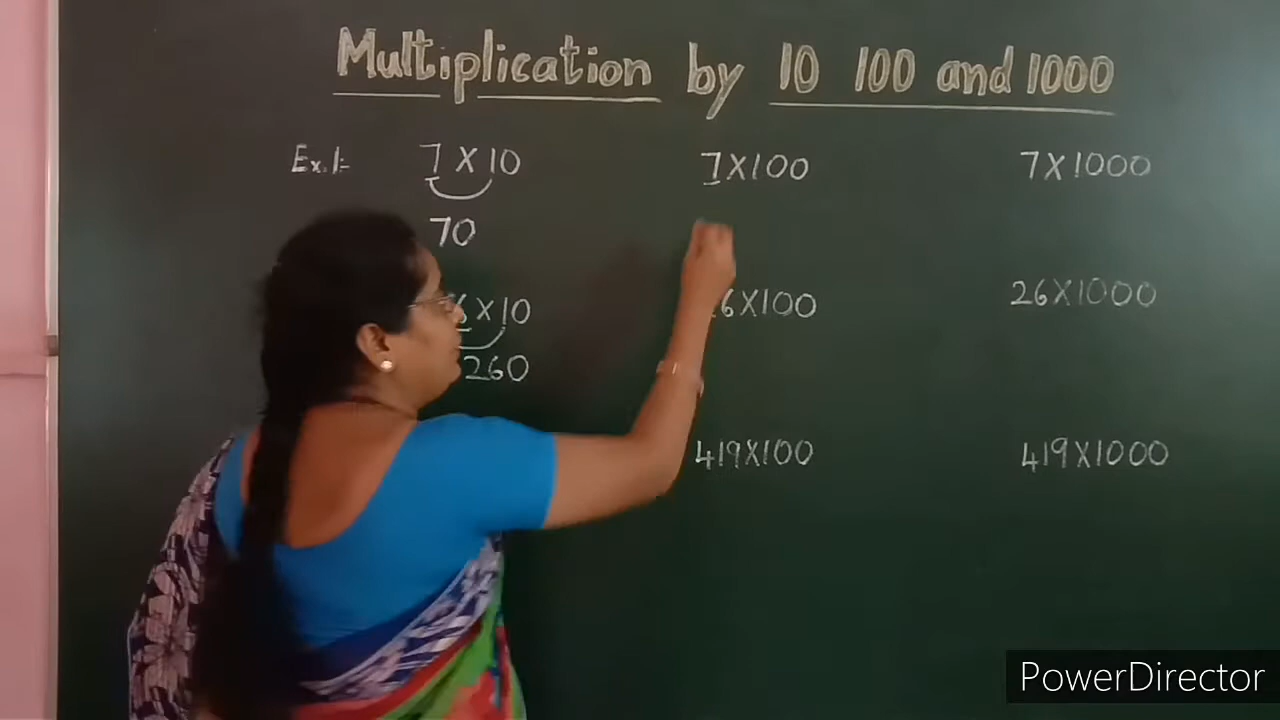 Multiplication by 10 100 and 1000
Ex.1:- 7 X 10 7X100 7X1000
70
X10 6X100 26X1000
260
419X100 419X1000
PowerDirector